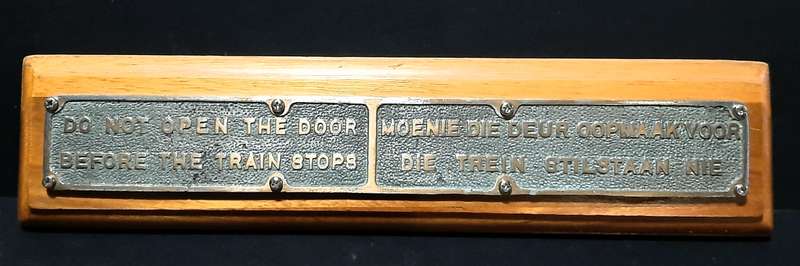 DO NOT OPEN THE DOOR
BEFORE THE TRAIN STOPS
MOENIE DIE DEUR OOPMAAK VOOR
DIE TREIN STILSTAAN NIE